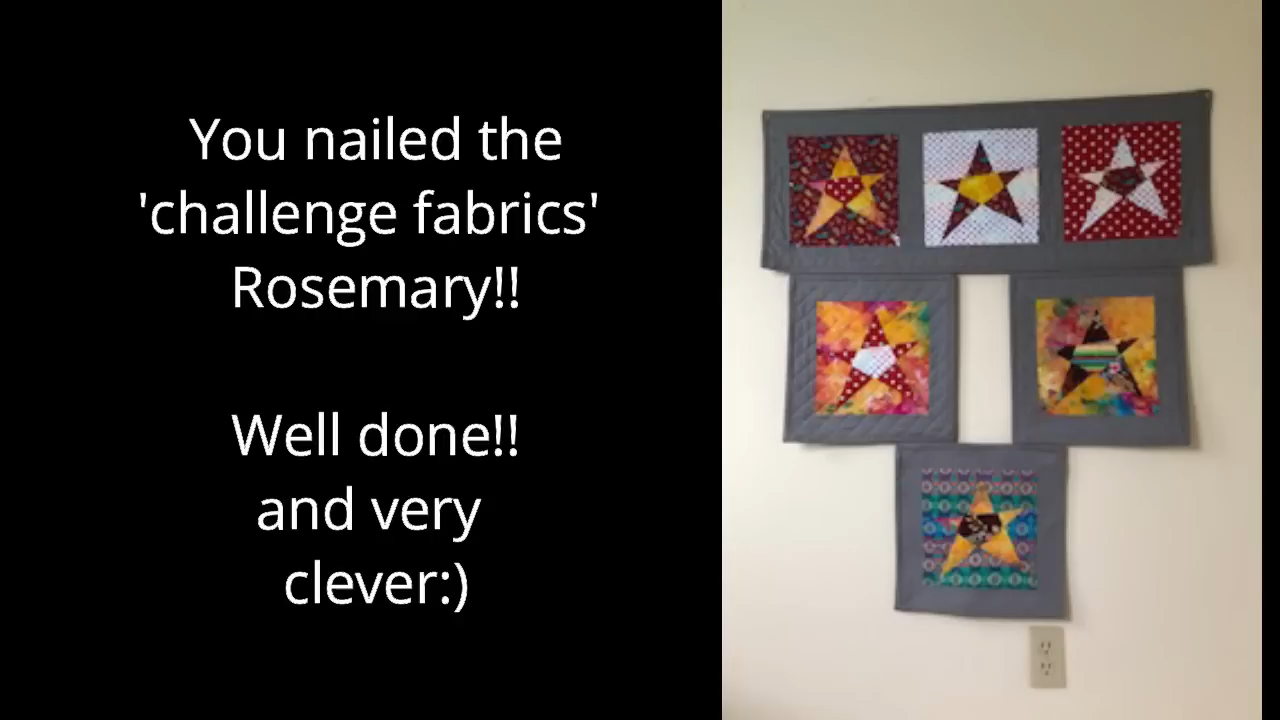 You nailed the
'challenge fabrics'
Rosemary!!
Well done!!
and very
clever:)